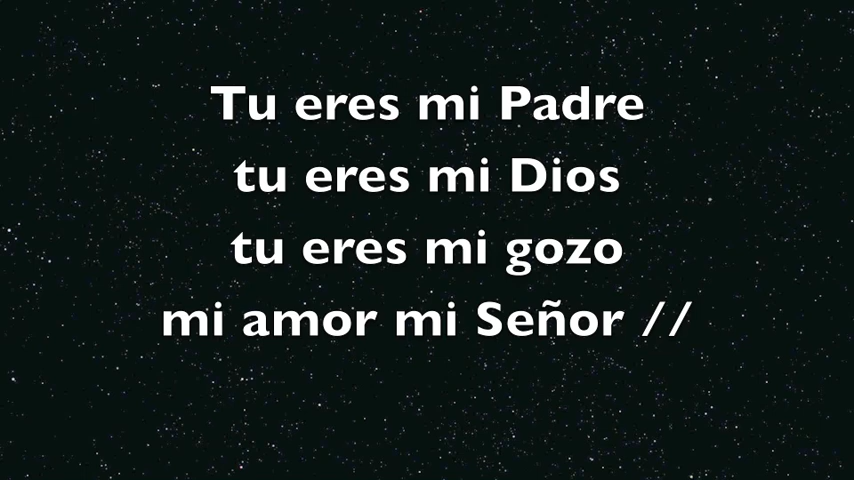 Tu eres mi Padre
tu eres mi Dios
tu eres mi gozo
mi amor mi Señor //